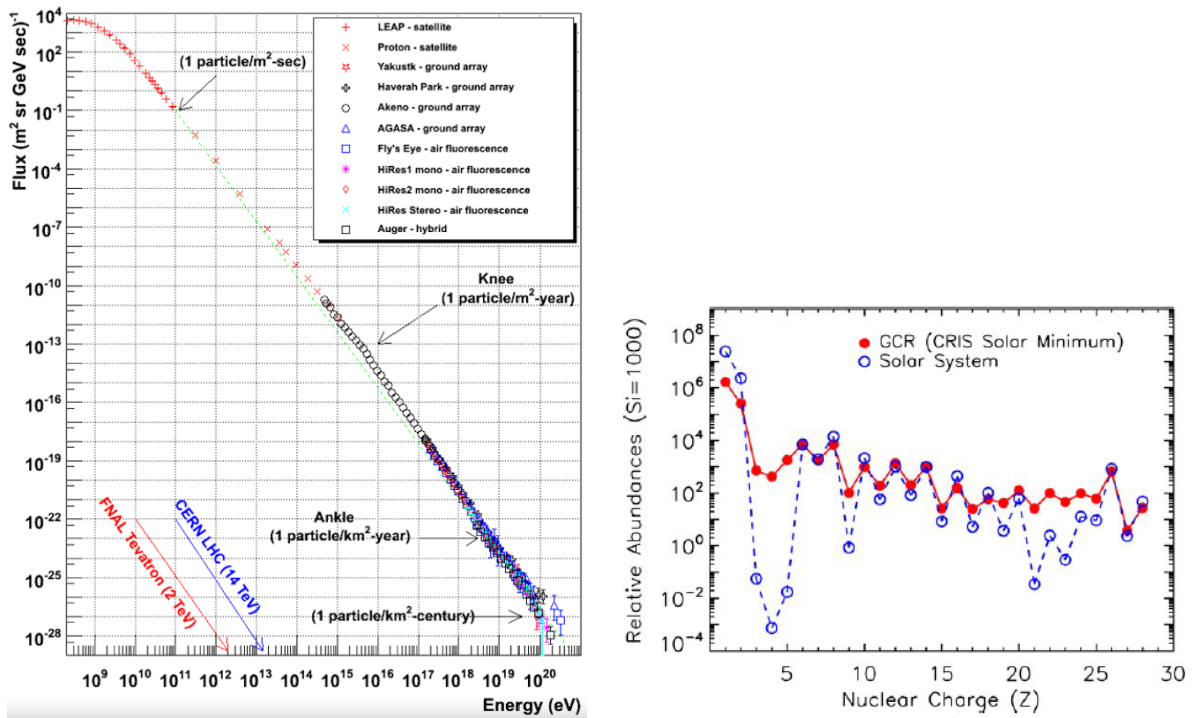 Flux (m² sr GeV sec)⁻¹
10⁴
10²
10⁻¹
10⁻⁴
10⁻⁷
10⁻¹⁰
10⁻¹³
10⁻¹⁶
10⁻¹⁹
10⁻²²
10⁻²⁵
10⁻²⁸
(1 particle/m²-sec)
LEAP - satellite
Proton - satellite
Yakustk - ground array
Haverah Park - ground array
Akeno - ground array
AGASA - ground array
Fly's Eye - air fluorescence
HiRes1 mono - air fluorescence
HiRes2 mono - air fluorescence
HiRes Stereo - air fluorescence
Auger - hybrid
Knee
(1 particle/m²-year)
Ankle
(1 particle/km²-year)
(1 particle/km²-century)
FNAL Tevatron (2 TeV)
CERN LHC (14 TeV)
10⁹ 10¹⁰ 10¹¹ 10¹² 10¹³ 10¹⁴ 10¹⁵ 10¹⁶ 10¹⁷ 10¹⁸ 10¹⁹ 10²⁰
Energy (eV)
Relative Abundances (Si=1000)
10⁸
10⁶
10⁴
10²
10⁰
10⁻²
10⁻⁴
GCR (CRIS Solar Minimum)
Solar System
5 10 15 20 25 30
Nuclear Charge (Z)